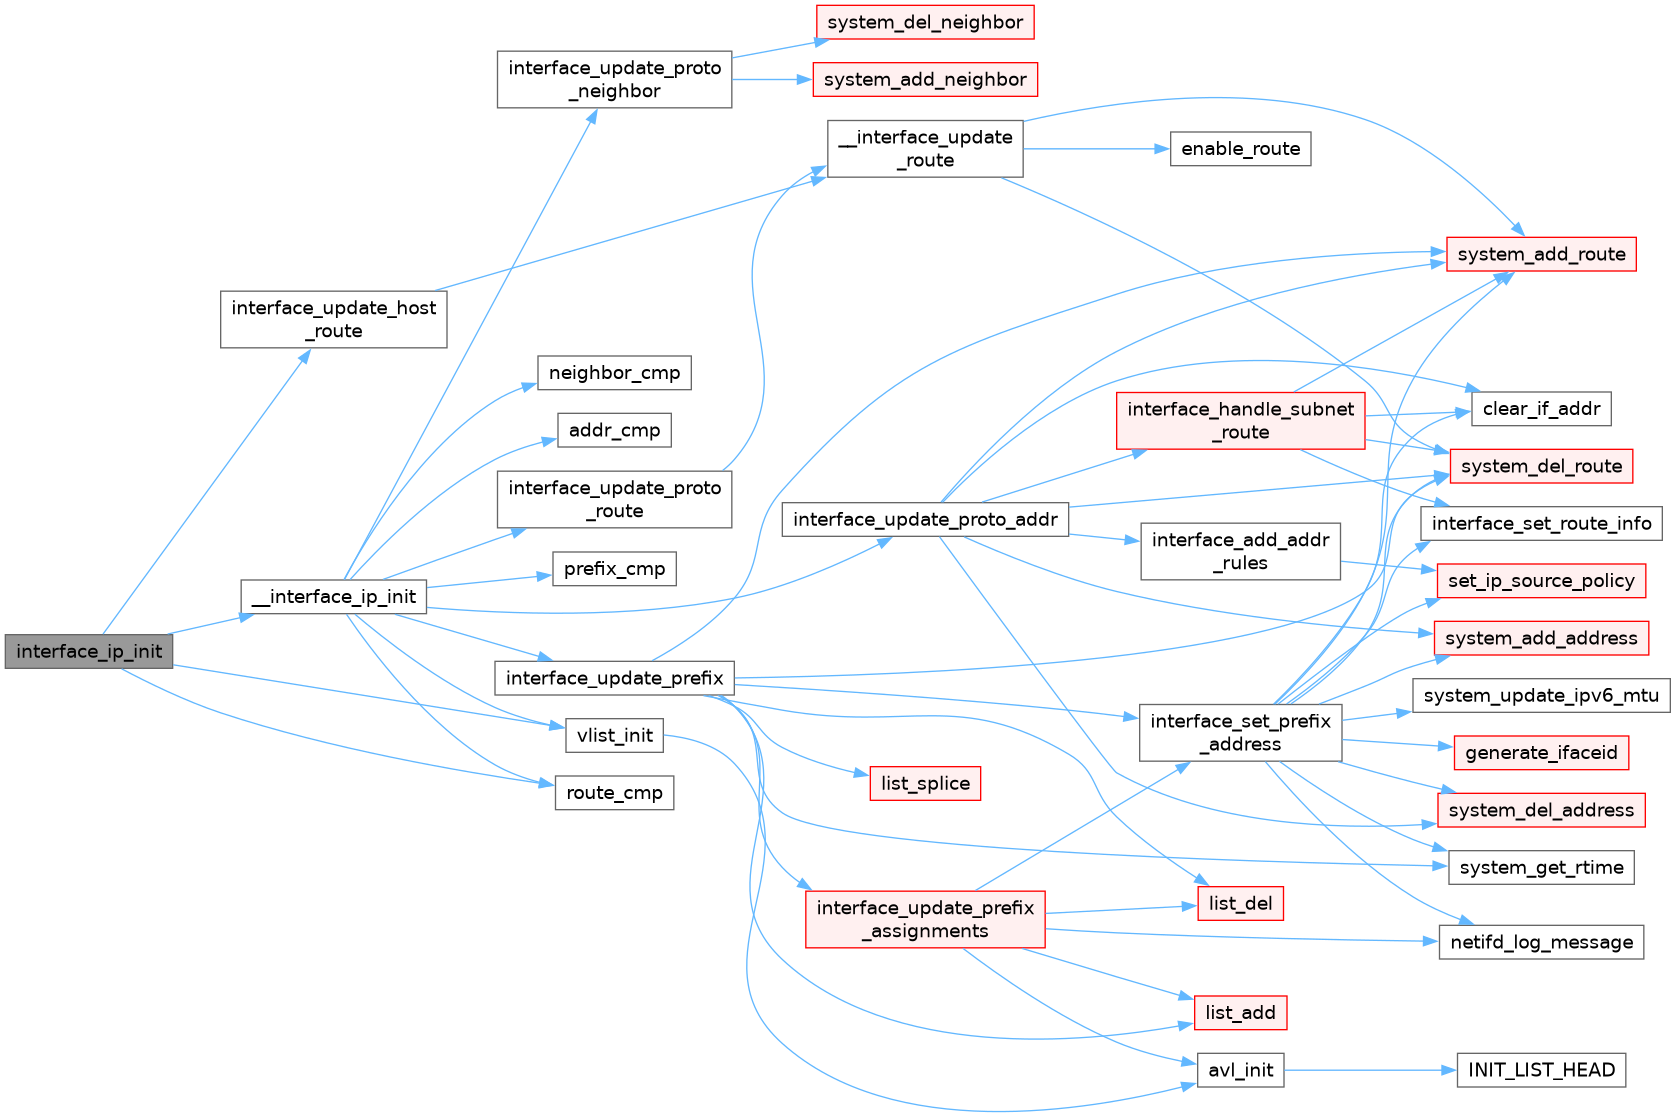 system_del_neighbor
interface_update_proto
_neighbor
system_add_neighbor
__interface_update
_route
enable_route
system_add_route
interface_update_host
_route
neighbor_cmp
addr_cmp
interface_handle_subnet
_route
clear_if_addr
system_del_route
interface_update_proto
_route
interface_update_proto_addr
interface_set_route_info
interface_add_addr
_rules
prefix_cmp
set_ip_source_policy
__interface_ip_init
system_add_address
interface_ip_init
interface_update_prefix
system_update_ipv6_mtu
interface_set_prefix
_address
vlist_init
generate_ifaceid
list_splice
route_cmp
system_del_address
system_get_rtime
interface_update_prefix
_assignments
list_del
netifd_log_message
list_add
avl_init
INIT_LIST_HEAD